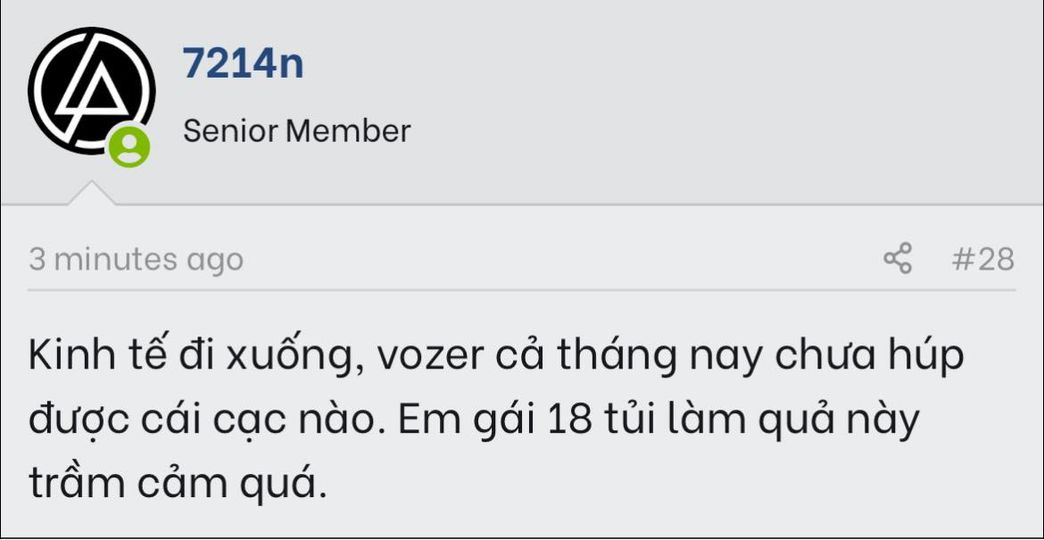 7214n
Senior Member
3 minutes ago #28
Kinh tế đi xuống, vozer cả tháng nay chưa húp
được cái cạc nào. Em gái 18 tủi làm quả này
trầm cảm quá.